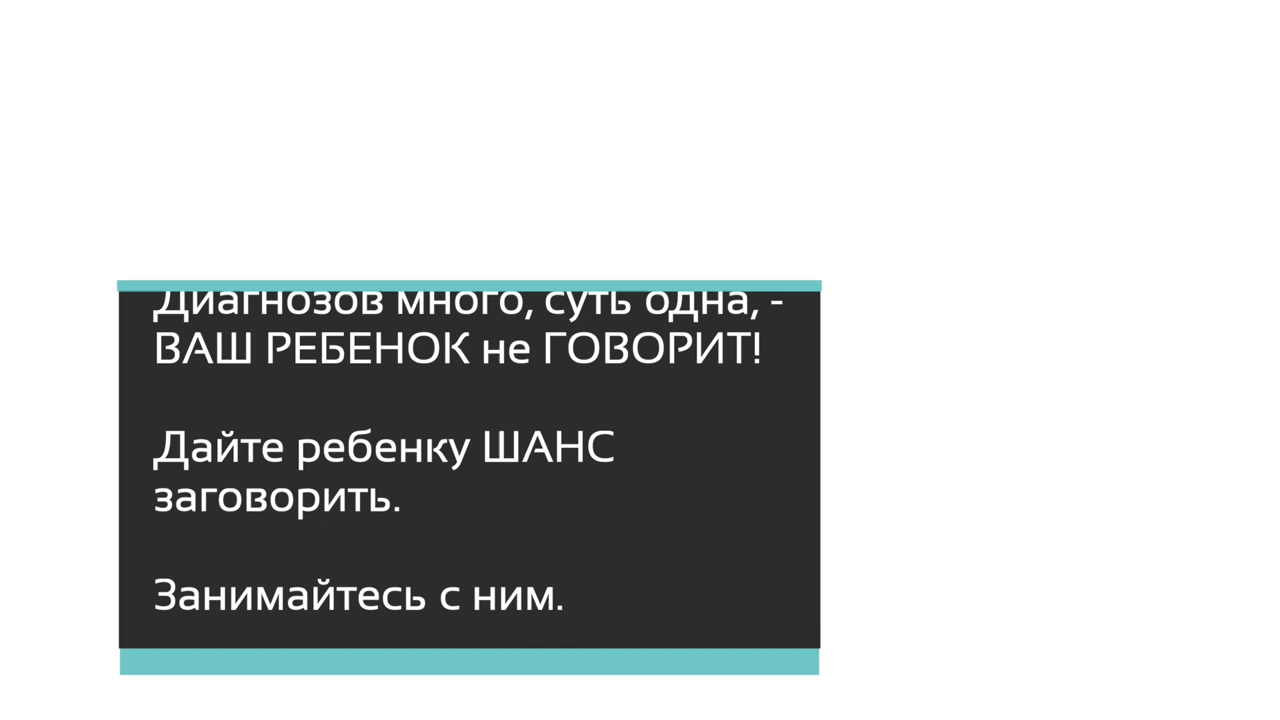 Диагнозов много, суть одна, -
ВАШ РЕБЕНОК не ГОВОРИТ!
Дайте ребенку ШАНС
заговорить.
Занимайтесь с ним.